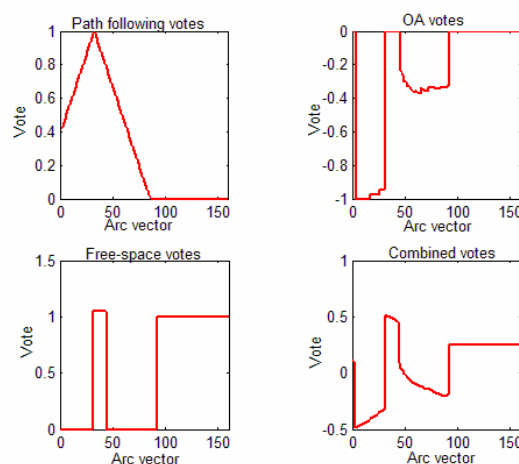 Path following votes
1
0.8
0.6
0.4
0.2
0
Vote
0 50 100 150
Arc vector
OA votes
0
-0.2
-0.4
-0.6
-0.8
-1
Vote
0 50 100 150
Arc vector
Free-space votes
1.5
1
0.5
0
Vote
0 50 100 150
Arc vector
Combined votes
1
0.5
0
-0.5
Vote
0 50 100 150
Arc vector